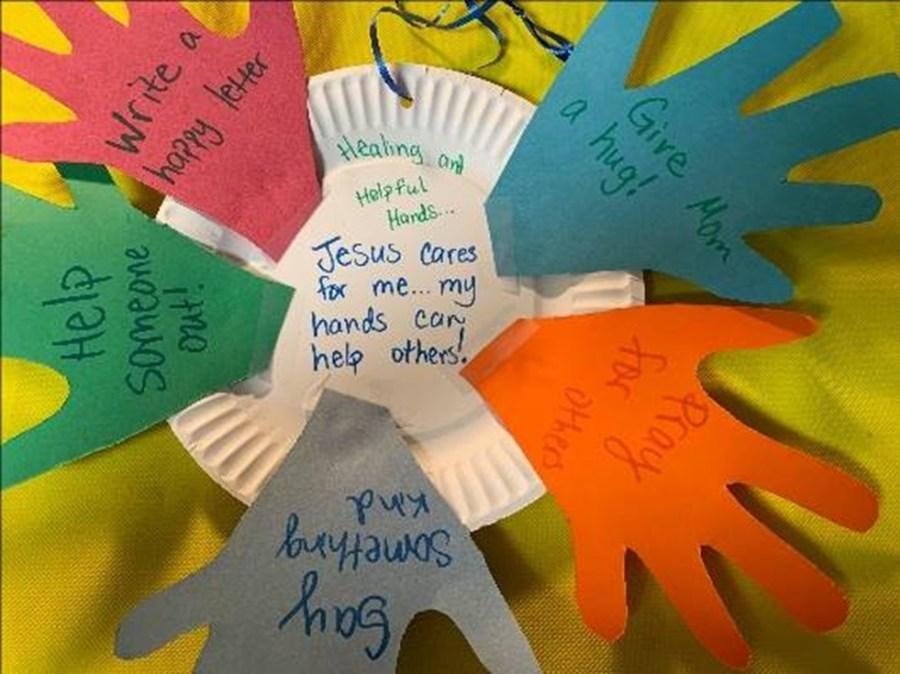 Healing and
Helpful
Hands...
Jesus cares
for me... my
hands can
help others!
Write a
happy letter
Give Mom
a hug!
Pray
for others
Say
something
kind
Help
someone
out!